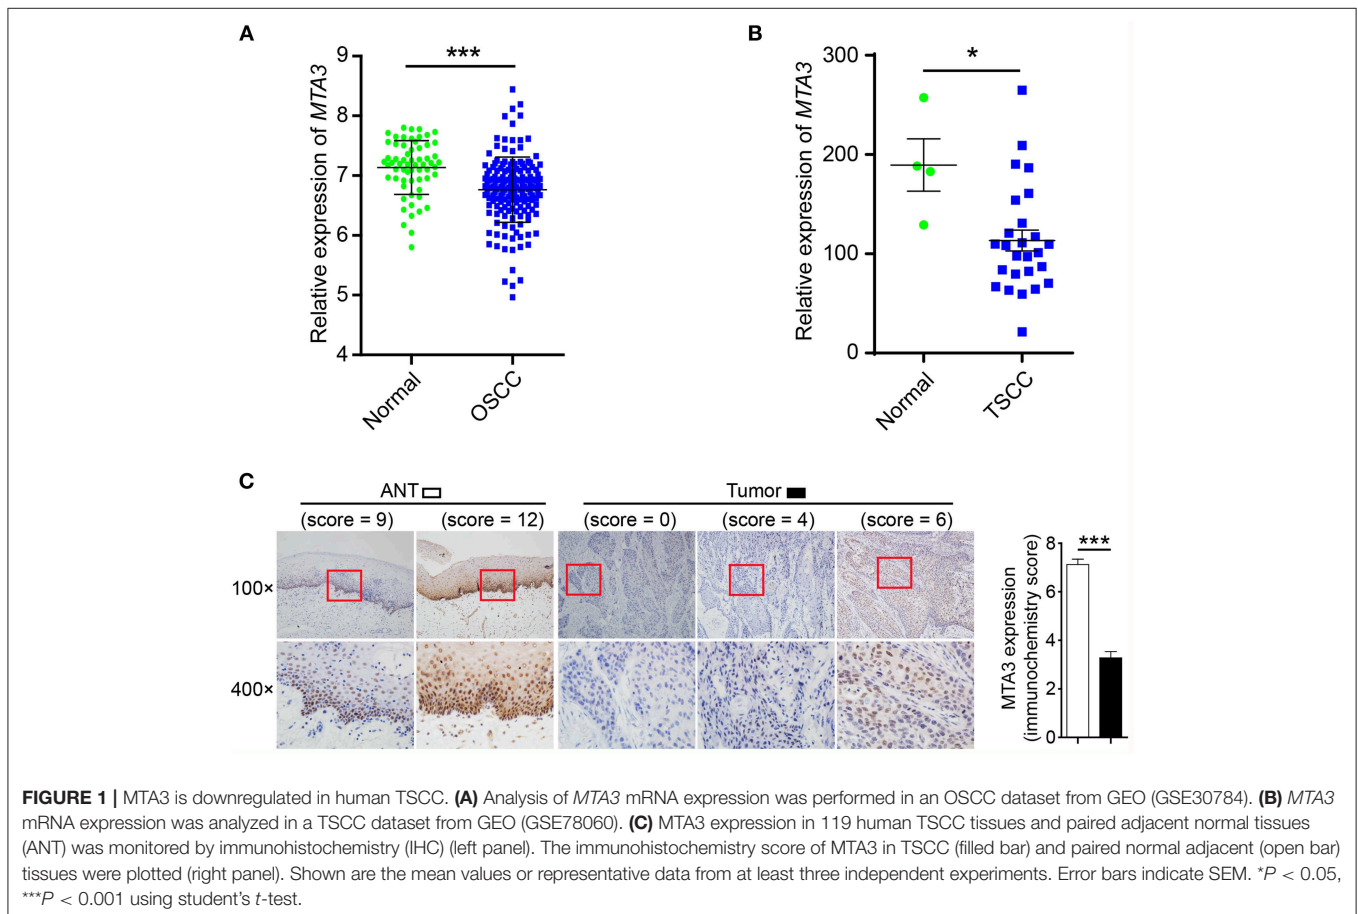 A
Relative expression of MTA3
9
8
7
6
5
4
***
Normal
OSCC
B
Relative expression of MTA3
300
200
100
0
*
Normal
TSCC
C
ANT
Tumor
(score = 9)
(score = 12)
(score = 0)
(score = 4)
(score = 6)
100×
400×
MTA3 expression
(immunochemistry score)
8
6
4
2
0
***
FIGURE 1 | MTA3 is downregulated in human TSCC. (A) Analysis of MTA3 mRNA expression was performed in an OSCC dataset from GEO (GSE30784). (B) MTA3
mRNA expression was analyzed in a TSCC dataset from GEO (GSE78060). (C) MTA3 expression in 119 human TSCC tissues and paired adjacent normal tissues
(ANT) was monitored by immunohistochemistry (IHC) (left panel). The immunohistochemistry score of MTA3 in TSCC (filled bar) and paired normal adjacent (open bar)
tissues were plotted (right panel). Shown are the mean values or representative data from at least three independent experiments. Error bars indicate SEM. *P < 0.05,
***P < 0.001 using student's t-test.